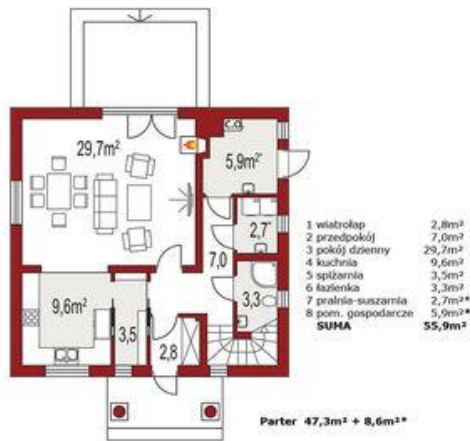 29,7m²
c.o.
5,9m²*
2,7*
7,0
9,6m²
3,5
3,3
2,8
1 wiatrołap 2,8m²
2 przedpokój 7,0m²
3 pokój dzienny 29,7m²
4 kuchnia 9,6m²
5 spiżarnia 3,5m²
6 łazienka 3,3m²
7 pralnia-suszarnia 2,7m²*
8 pom. gospodarcze 5,9m²*
SUMA 55,9m²
Parter 47,3m² + 8,6m²*